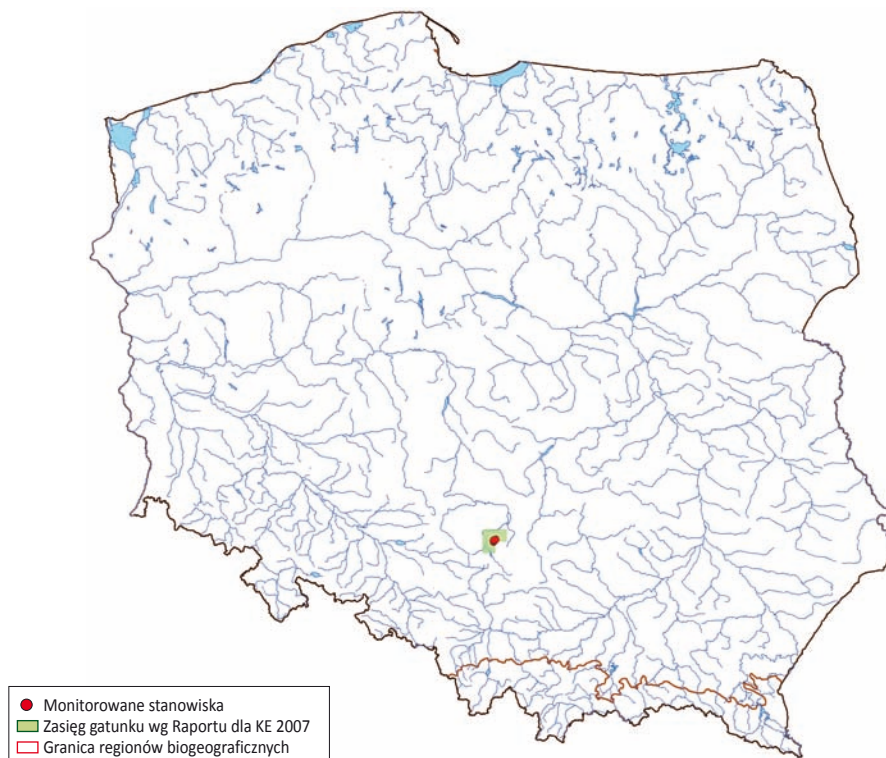 Monitorowane stanowiska
Zasięg gatunku wg Raportu dla KE 2007
Granica regionów biogeograficznych